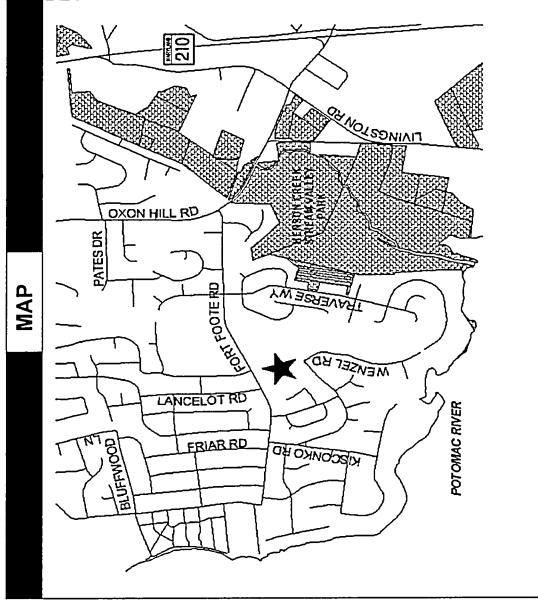 MAP
MARYLAND
210
OXON HILL RD
PATES DR
LIVINGSTON RD
HENSON CREEK
STREAM VALLEY
PARK
FORT FOOTE RD
TRAVERSE WY
WENZEL RD
LANCELOT RD
BLUFFWOOD
LN
FRIAR RD
KISCONKO RD
POTOMAC RIVER